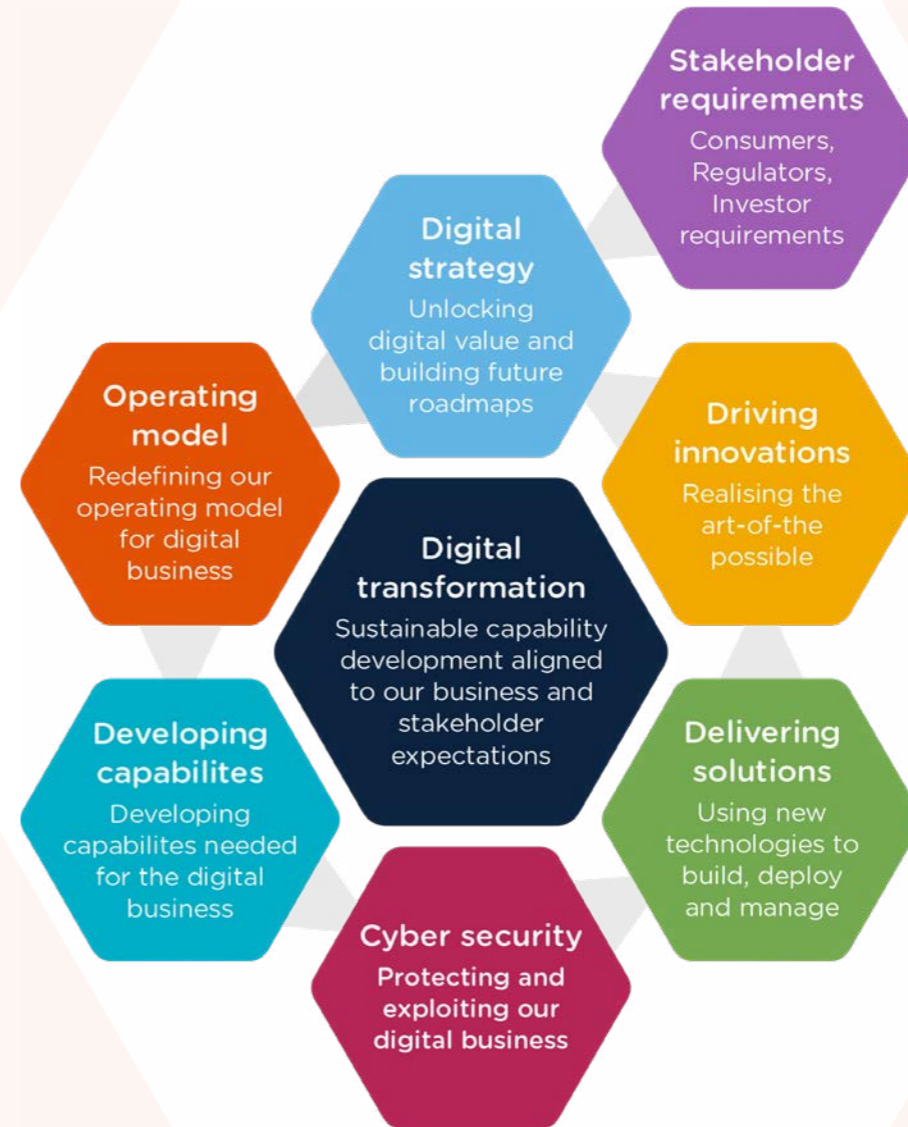 Stakeholder
requirements
Consumers,
Regulators,
Investor
requirements
Digital
strategy
Unlocking
digital value and
building future
roadmaps
Operating
model
Redefining our
operating model
for digital
business
Driving
innovations
Realising the
art-of-the
possible
Digital
transformation
Sustainable capability
development aligned
to our business and
stakeholder
expectations
Developing
capabilites
Developing
capabilites needed
for the digital
business
Delivering
solutions
Using new
technologies to
build, deploy
and manage
Cyber security
Protecting and
exploiting our
digital business